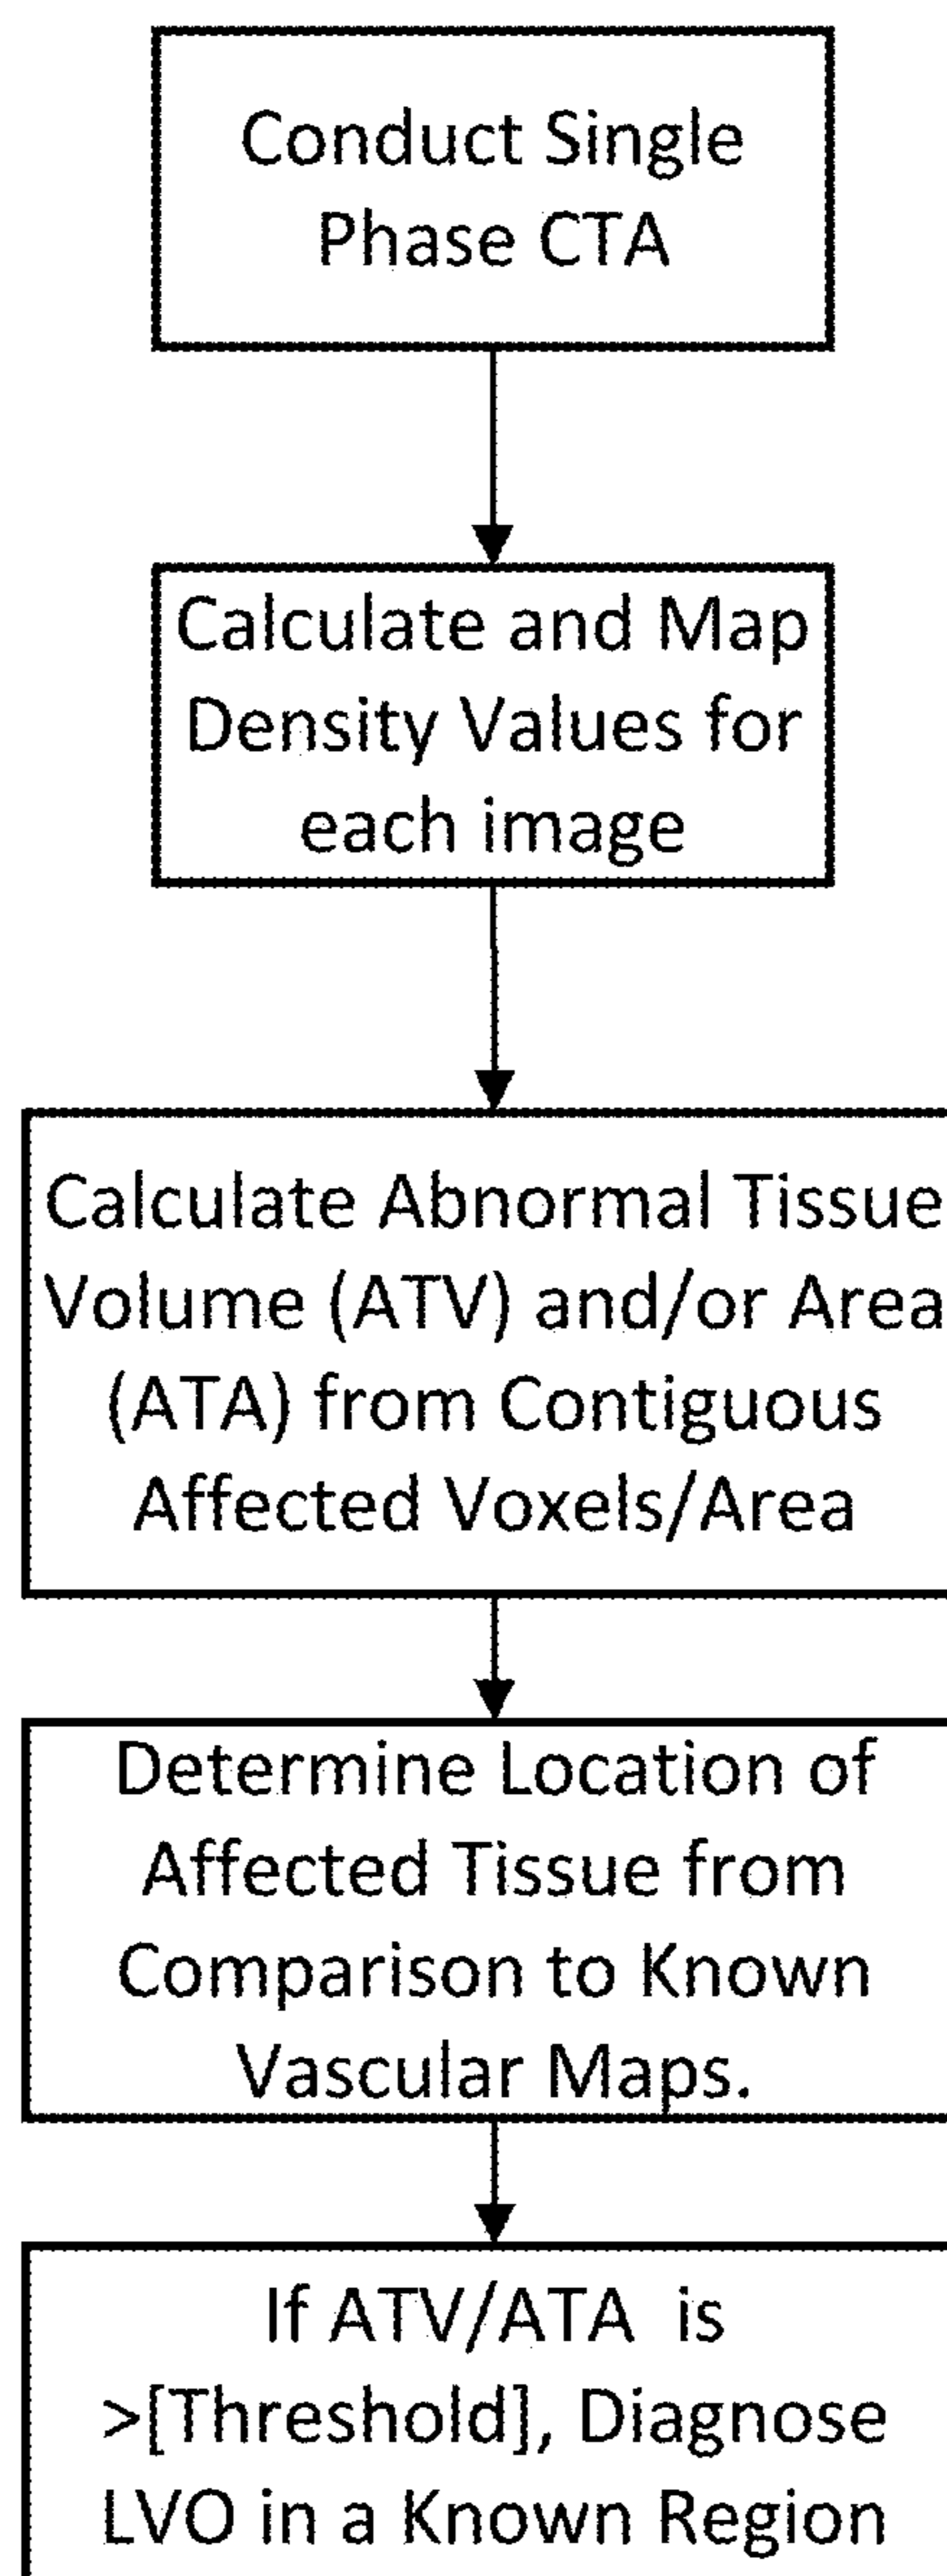 Conduct Single
Phase CTA
Calculate and Map
Density Values for
each image
Calculate Abnormal Tissue
Volume (ATV) and/or Area
(ATA) from Contiguous
Affected Voxels/Area
Determine Location of
Affected Tissue from
Comparison to Known
Vascular Maps.
If ATV/ATA is
>[Threshold], Diagnose
LVO in a Known Region